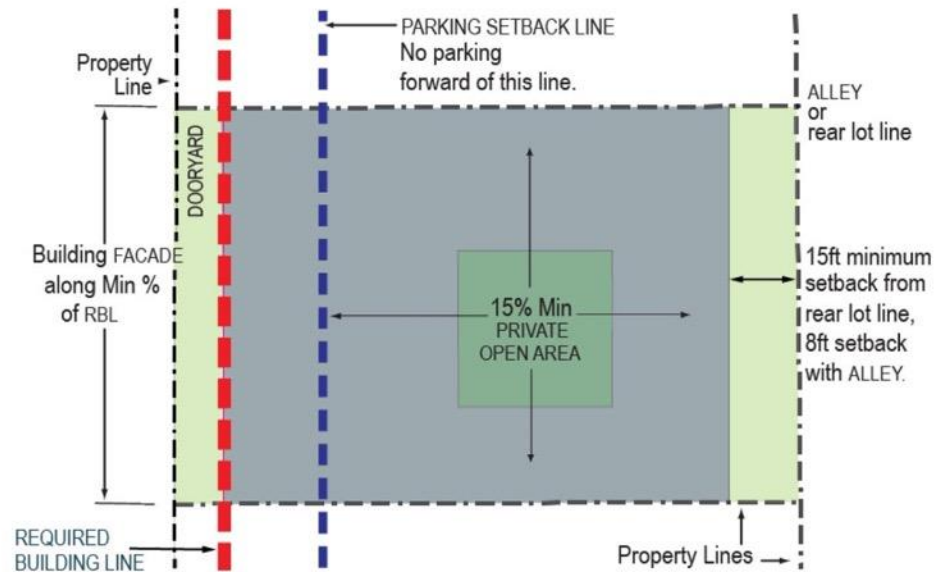 PARKING SETBACK LINE
No parking
forward of this line.
Property
Line
ALLEY
or
rear lot line
DOORYARD
Building FACADE
along Min %
of RBL
15% Min
PRIVATE
OPEN AREA
15ft minimum
setback from
rear lot line,
8ft setback
with ALLEY.
REQUIRED
BUILDING LINE
Property Lines